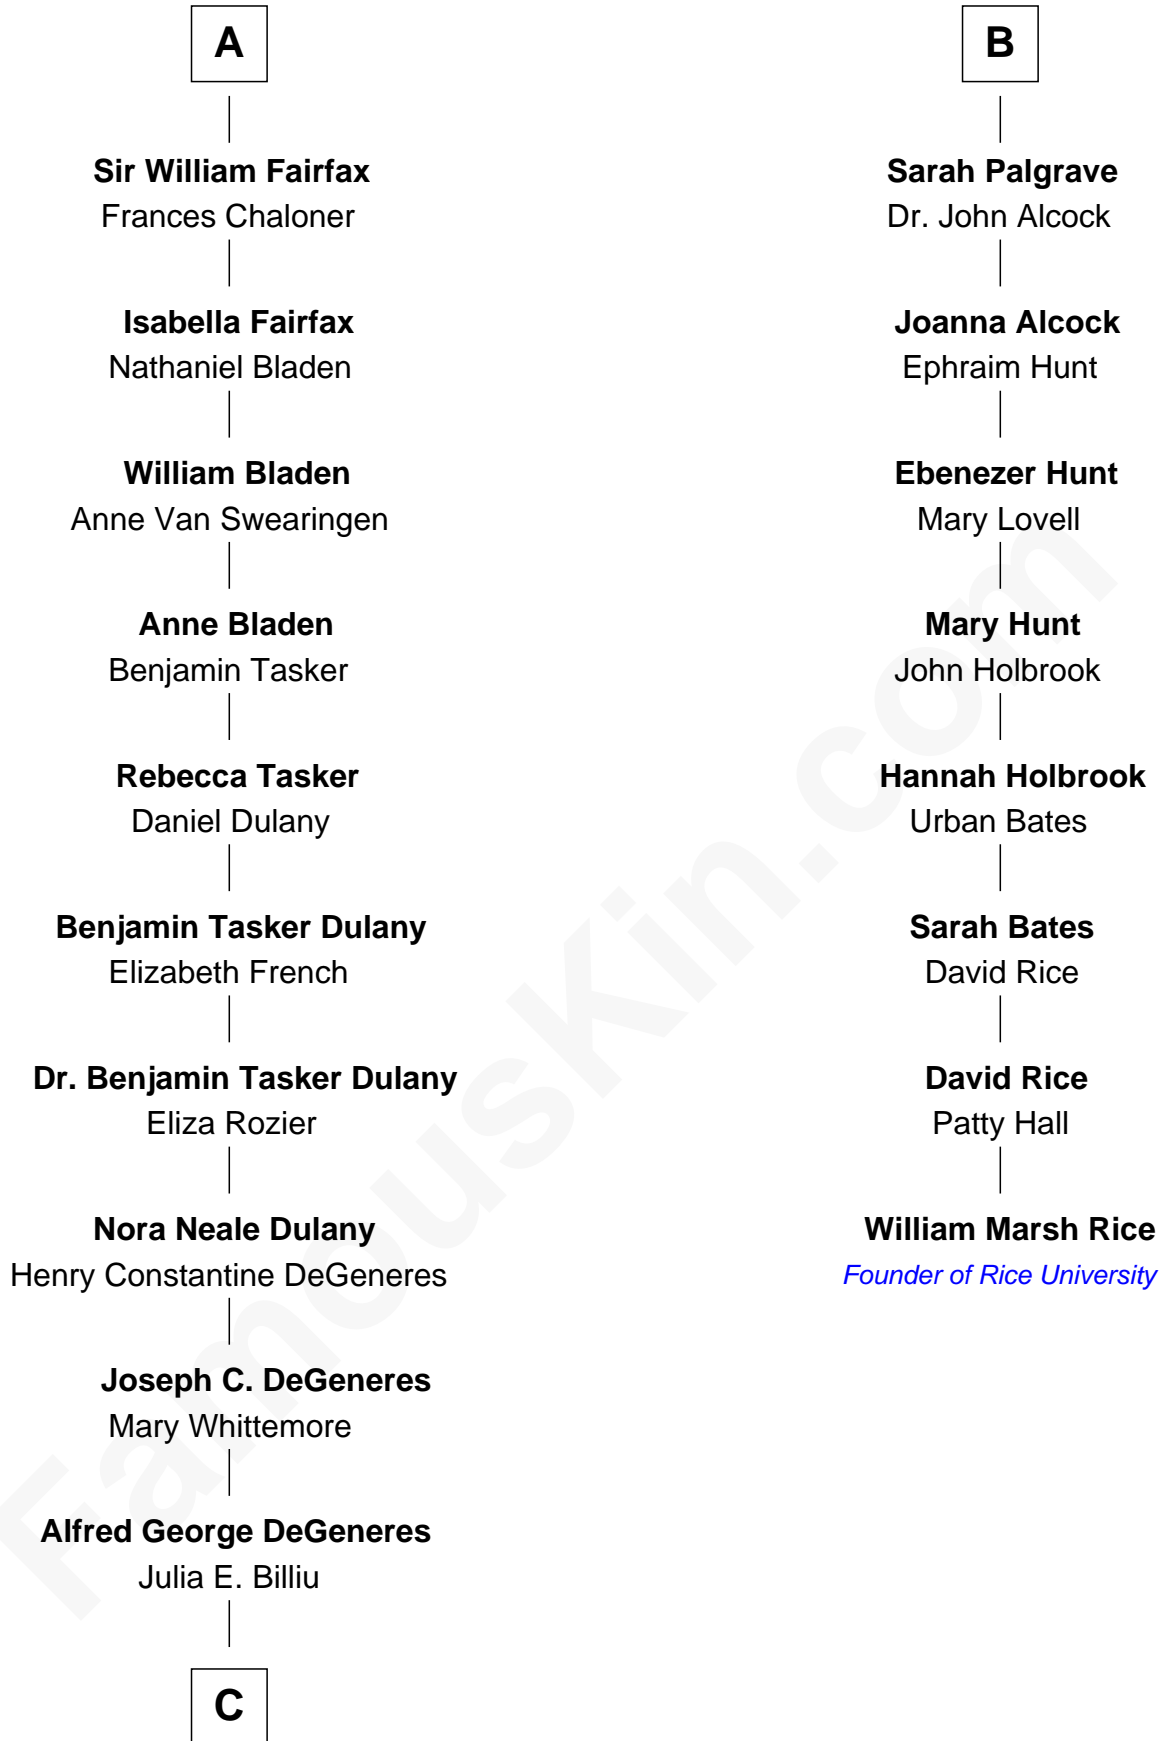 A
Sir William Fairfax
Frances Chaloner
Isabella Fairfax
Nathaniel Bladen
William Bladen
Anne Van Swearingen
Anne Bladen
Benjamin Tasker
Rebecca Tasker
Daniel Dulany
Benjamin Tasker Dulany
Elizabeth French
Dr. Benjamin Tasker Dulany
Eliza Rozier
Nora Neale Dulany
Henry Constantine DeGeneres
Joseph C. DeGeneres
Mary Whittemore
Alfred George DeGeneres
Julia E. Billiu
C
B
Sarah Palgrave
Dr. John Alcock
Joanna Alcock
Ephraim Hunt
Ebenezer Hunt
Mary Lovell
Mary Hunt
John Holbrook
Hannah Holbrook
Urban Bates
Sarah Bates
David Rice
David Rice
Patty Hall
William Marsh Rice
Founder of Rice University
FamousKin.com